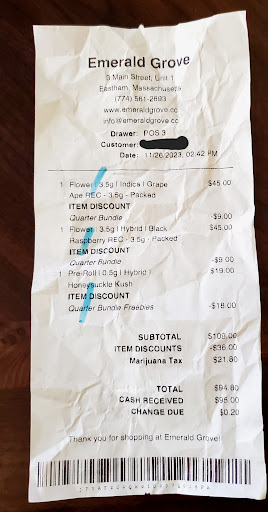 Emerald Grove
3 Main Street, Unit 1
Eastham, Massachusetts
(774) 561-2693
www.emeraldgrove.cc
info@emeraldgrove.cc
Drawer: POS 3
Customer:
Date: 11/26/2023, 02:42 PM
1 Flower 3.5g | Indica | Grape $45.00
Ape REC - 3.5g - Packed
ITEM DISCOUNT
Quarter Bundle -$9.00
1 Flower 3.5g | Hybrid | Black $45.00
Raspberry REC - 3.5g - Packed
ITEM DISCOUNT
Quarter Bundle -$9.00
1 Pre-Roll | 0.5g | Hybrid | $19.00
Honeysuckle Kush
ITEM DISCOUNT
Quarter Bundle Freebies -$18.00
SUBTOTAL $109.00
ITEM DISCOUNTS -$36.00
Marijuana Tax $21.80
TOTAL $94.80
CASH RECEIVED $95.00
CHANGE DUE $0.20
Thank you for shopping at Emerald Grove!